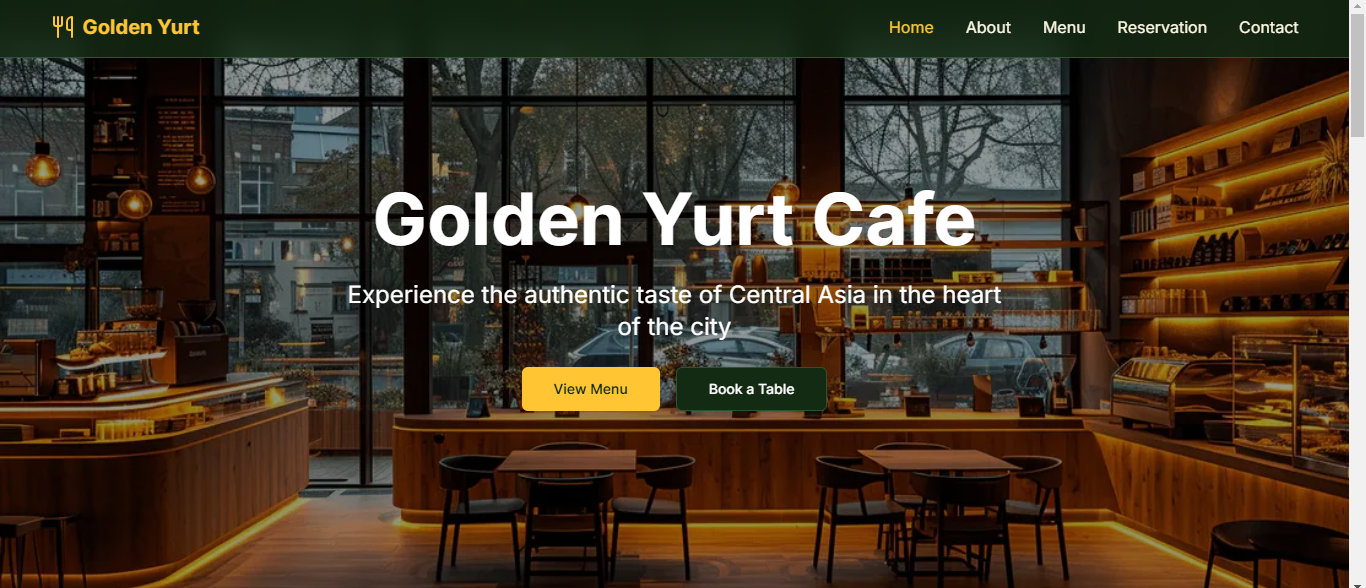 Golden Yurt
Home About Menu Reservation Contact
Golden Yurt Cafe
Experience the authentic taste of Central Asia in the heart
of the city
View Menu
Book a Table